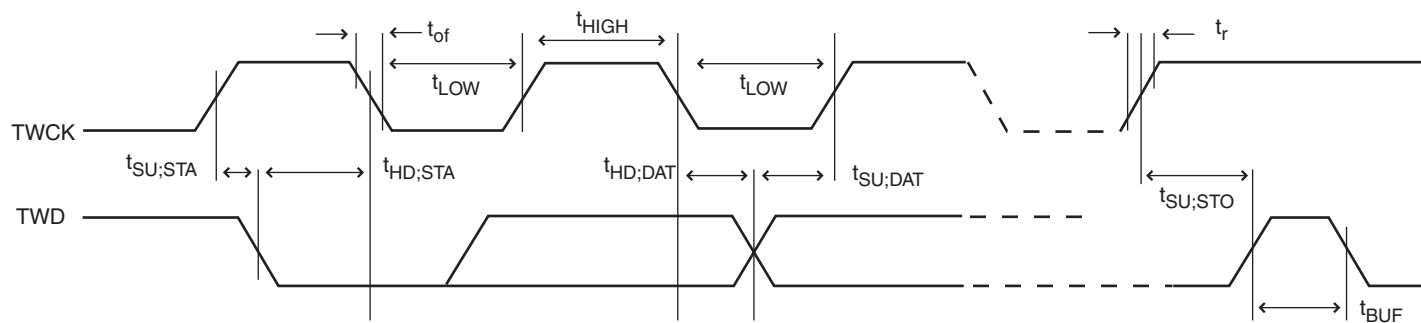 tof
tHIGH
tr
tLOW
tLOW
TWCK
tSU;STA
tHD;STA
tHD;DAT
tSU;DAT
tSU;STO
TWD
tBUF